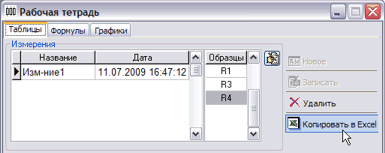 Рабочая тетрадь
Таблицы Формулы Графики
Измерения
Название Дата Образцы
Изм-ние1 11.07.2009 16:47:12
R1
R3
R4
Новое
Записать
Удалить
Копировать в Excel